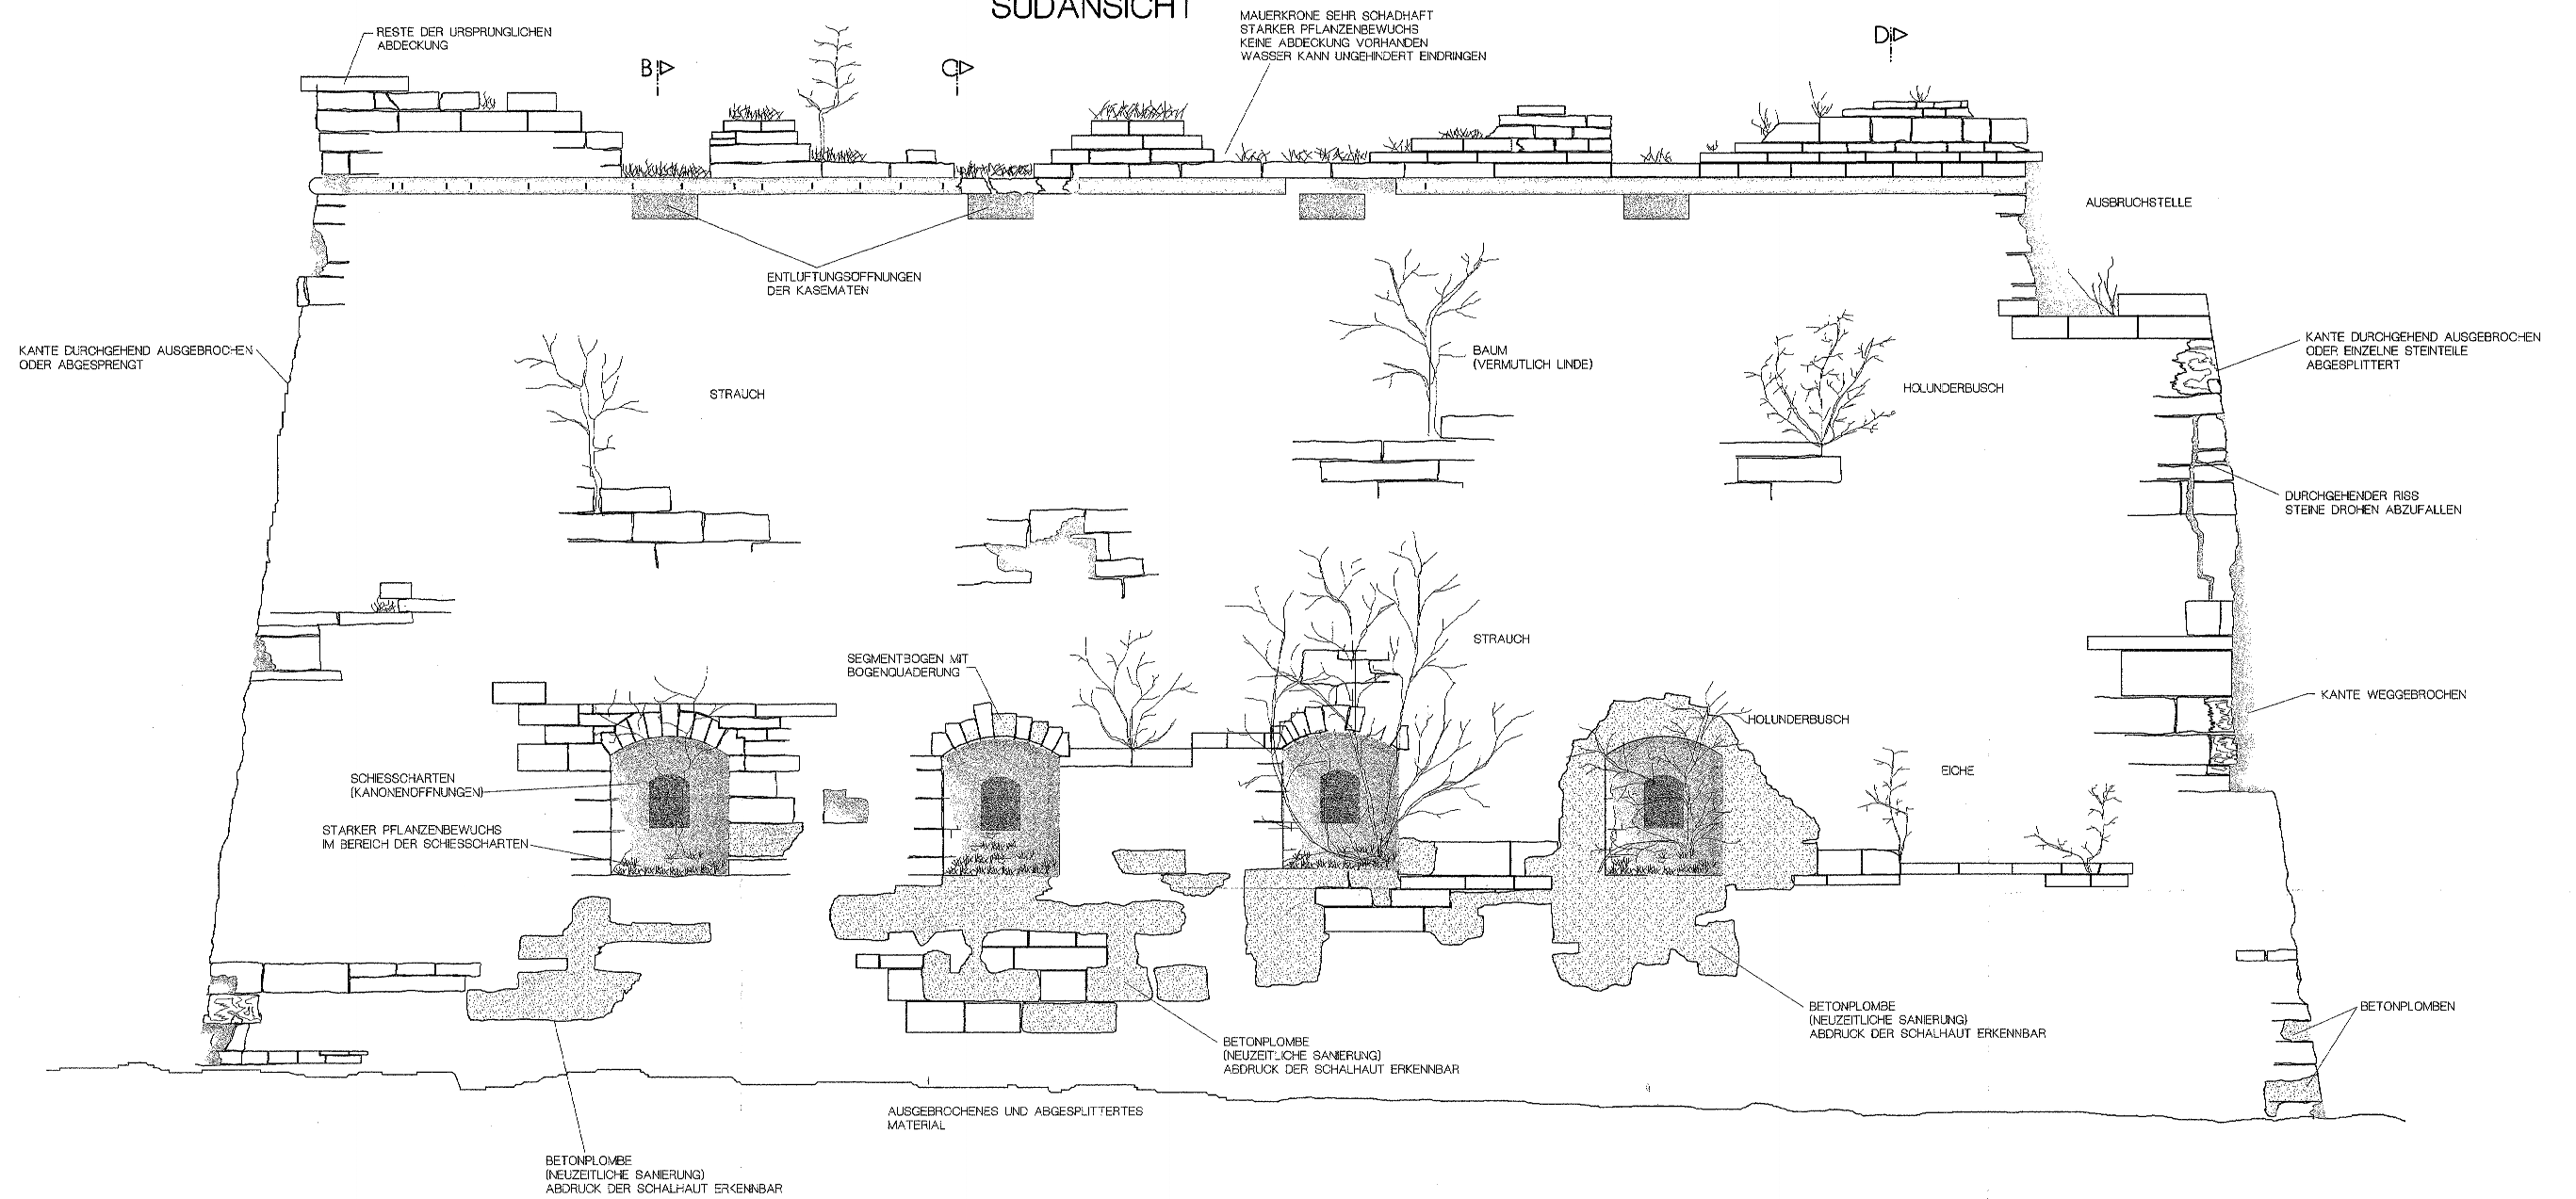 SÜDANSICHT
RESTE DER URSPRÜNGLICHEN
ABDECKUNG
MAUERKRONE SEHR SCHADHAFT
STARKER PFLANZENBEWUCHS
KEINE ABDECKUNG VORHANDEN
WASSER KANN UNGEHINDERT EINDRINGEN
B
C
D
AUSBRUCHSTELLE
ENTLÜFTUNGSÖFFNUNGEN
DER KASEMATEN
KANTE DURCHGEHEND AUSGEBROCHEN
ODER ABGESPRENGT
STRAUCH
BAUM
(VERMUTLICH LINDE)
HOLUNDERBUSCH
KANTE DURCHGEHEND AUSGEBROCHEN
ODER EINZELNE STEINTEILE
ABGESPLITTERT
DURCHGEHENDER RISS
STEINE DROHEN ABZUFALLEN
STRAUCH
SEGMENTBOGEN MIT
BOGENQUADERUNG
KANTE WEGGEBROCHEN
HOLUNDERBUSCH
EICHE
SCHIESSCHARTEN
(KANONENÖFFNUNGEN)
STARKER PFLANZENBEWUCHS
IM BEREICH DER SCHIESSCHARTEN
BETONPLOMBE
(NEUZEITLICHE SANIERUNG)
ABDRUCK DER SCHALHAUT ERKENNBAR
BETONPLOMBEN
BETONPLOMBE
(NEUZEITLICHE SANIERUNG)
ABDRUCK DER SCHALHAUT ERKENNBAR
AUSGEBROCHENES UND ABGESPLITTERTES
MATERIAL
BETONPLOMBE
(NEUZEITLICHE SANIERUNG)
ABDRUCK DER SCHALHAUT ERKENNBAR